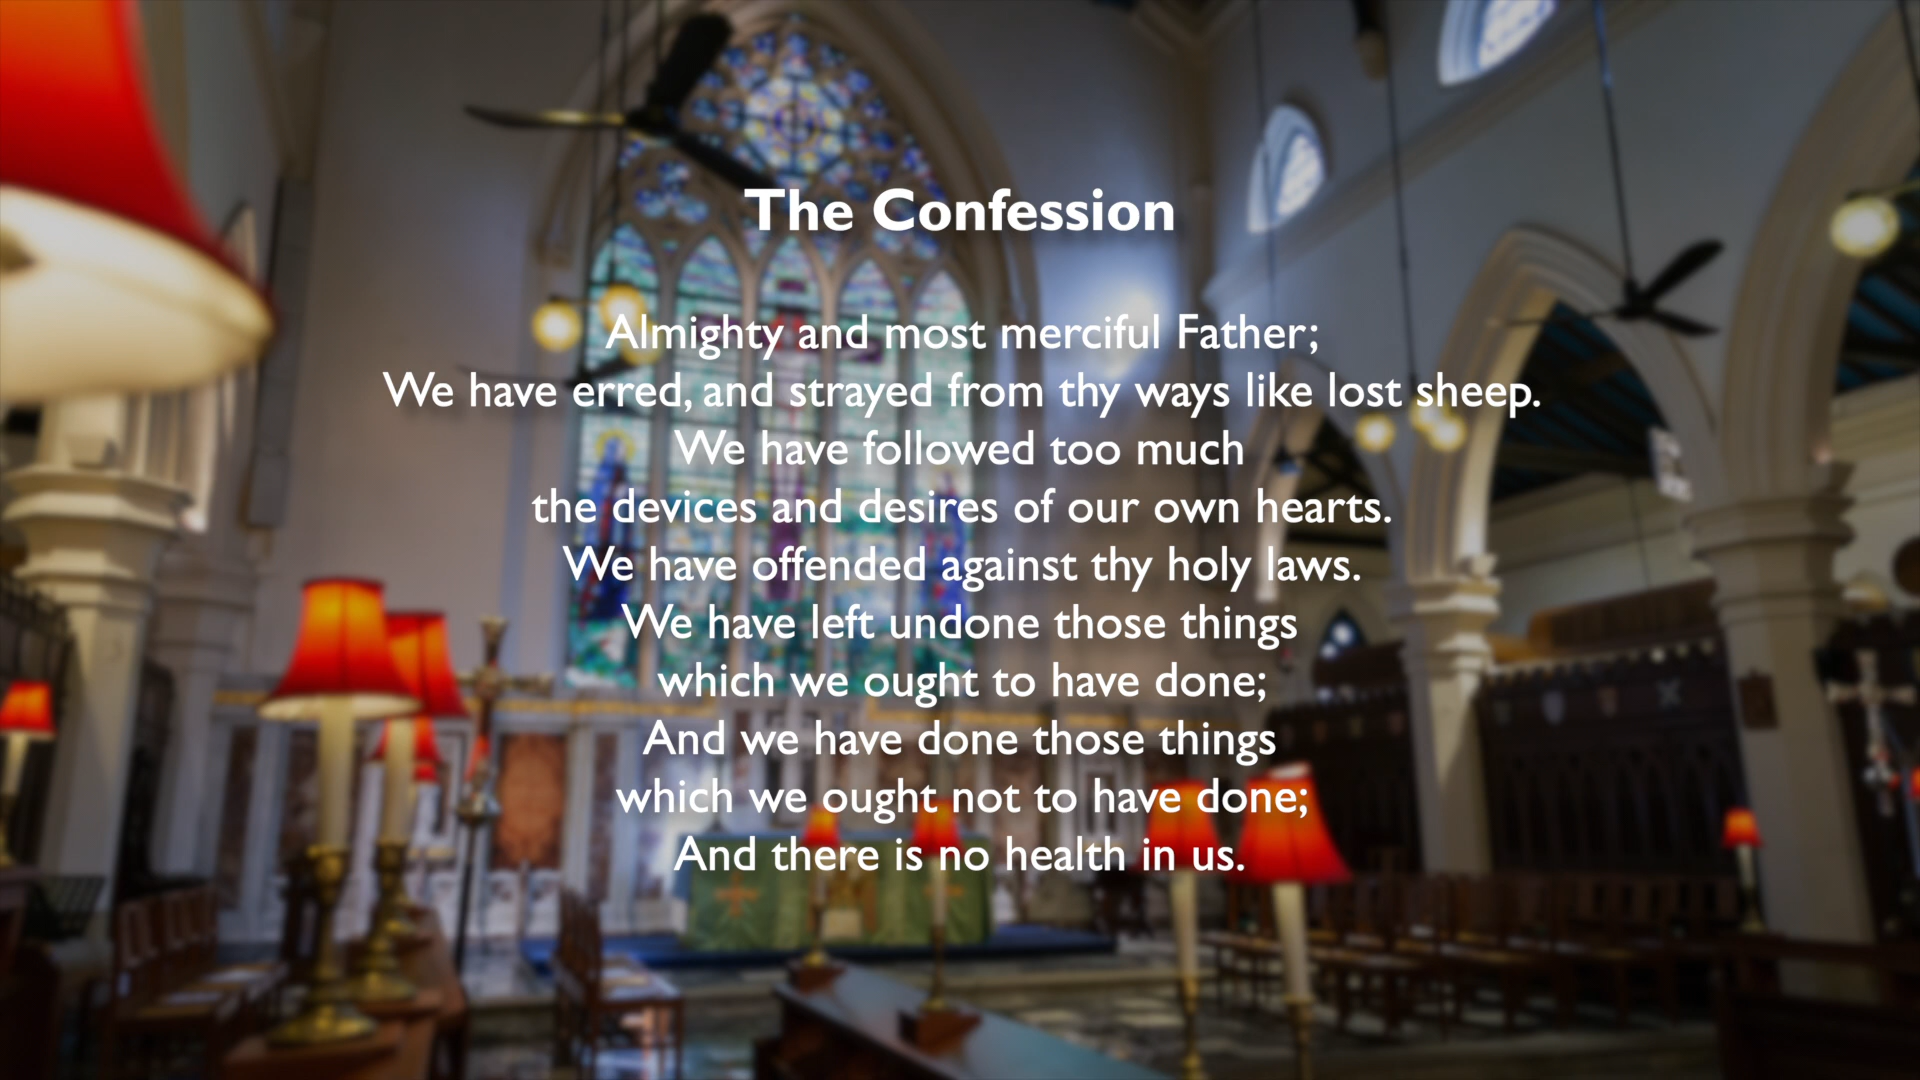 The Confession
Almighty and most merciful Father;
We have erred, and strayed from thy ways like lost sheep.
We have followed too much
the devices and desires of our own hearts.
We have offended against thy holy laws.
We have left undone those things
which we ought to have done;
And we have done those things
which we ought not to have done;
And there is no health in us.